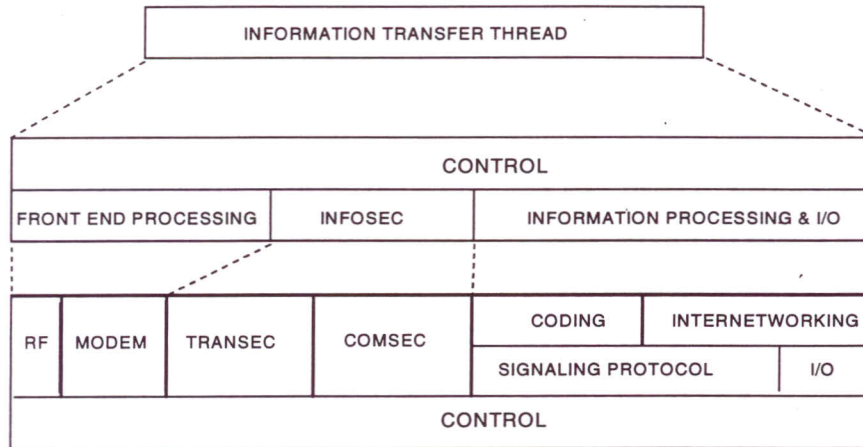 INFORMATION TRANSFER THREAD
CONTROL
FRONT END PROCESSING INFOSEC INFORMATION PROCESSING & I/O
RF MODEM TRANSEC COMSEC CODING INTERNETWORKING
SIGNALING PROTOCOL I/O
CONTROL